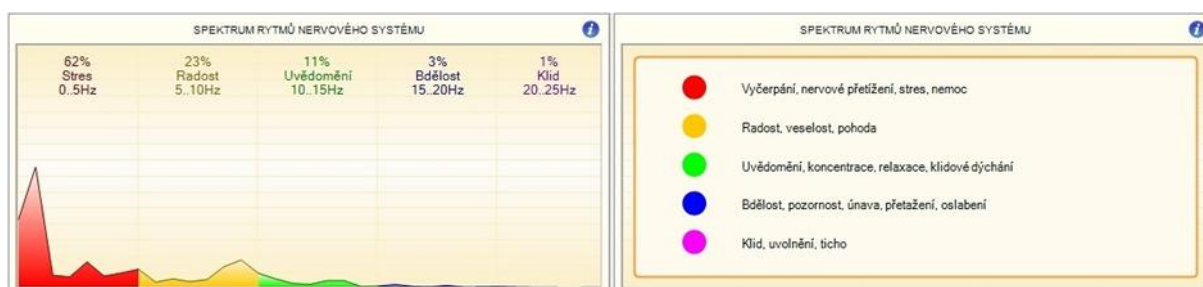 SPEKTRUM RYTMŮ NERVOVÉHO SYSTÉMU
62% 23% 11% 3% 1%
Stres Radost Uvědomění Bdělost Klid
0..5Hz 5..10Hz 10..15Hz 15..20Hz 20..25Hz
SPEKTRUM RYTMŮ NERVOVÉHO SYSTÉMU
Vyčerpání, nervové přetížení, stres, nemoc
Radost, veselost, pohoda
Uvědomění, koncentrace, relaxace, klidové dýchání
Bdělost, pozornost, únava, přetažení, oslabení
Klid, uvolnění, ticho